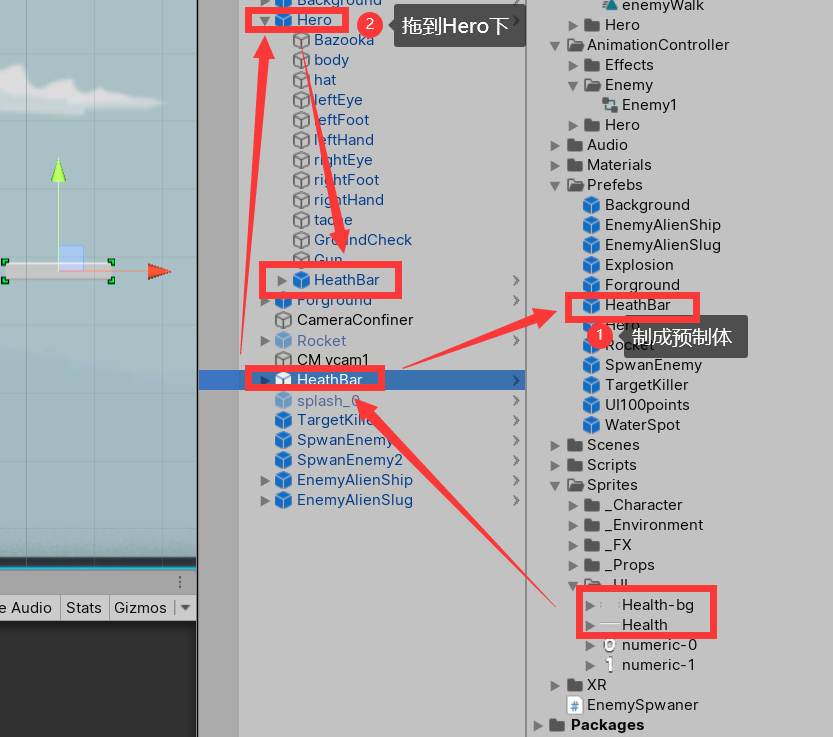 Background
Hero
2
拖到Hero下
Bazooka
body
hat
leftEye
leftFoot
leftHand
rightEye
rightFoot
rightHand
tache
GroundCheck
Gun
HeathBar
Forground
CameraConfiner
Rocket
CM vcam1
HeathBar
splash_0
TargetKiller
SpwanEnemy
SpwanEnemy2
EnemyAlienShip
EnemyAlienSlug
e Audio
Stats
Gizmos
enemyWalk
Hero
AnimationController
Effects
Enemy
Enemy1
Hero
Audio
Materials
Prefebs
Background
EnemyAlienShip
EnemyAlienSlug
Explosion
Forground
HeathBar
Hero
1
制成预制体
Rocket
SpwanEnemy
TargetKiller
UI100points
WaterSpot
Scenes
Scripts
Sprites
_Character
_Environment
_FX
_Props
_UI
Health-bg
Health
numeric-0
numeric-1
XR
EnemySpwaner
Packages